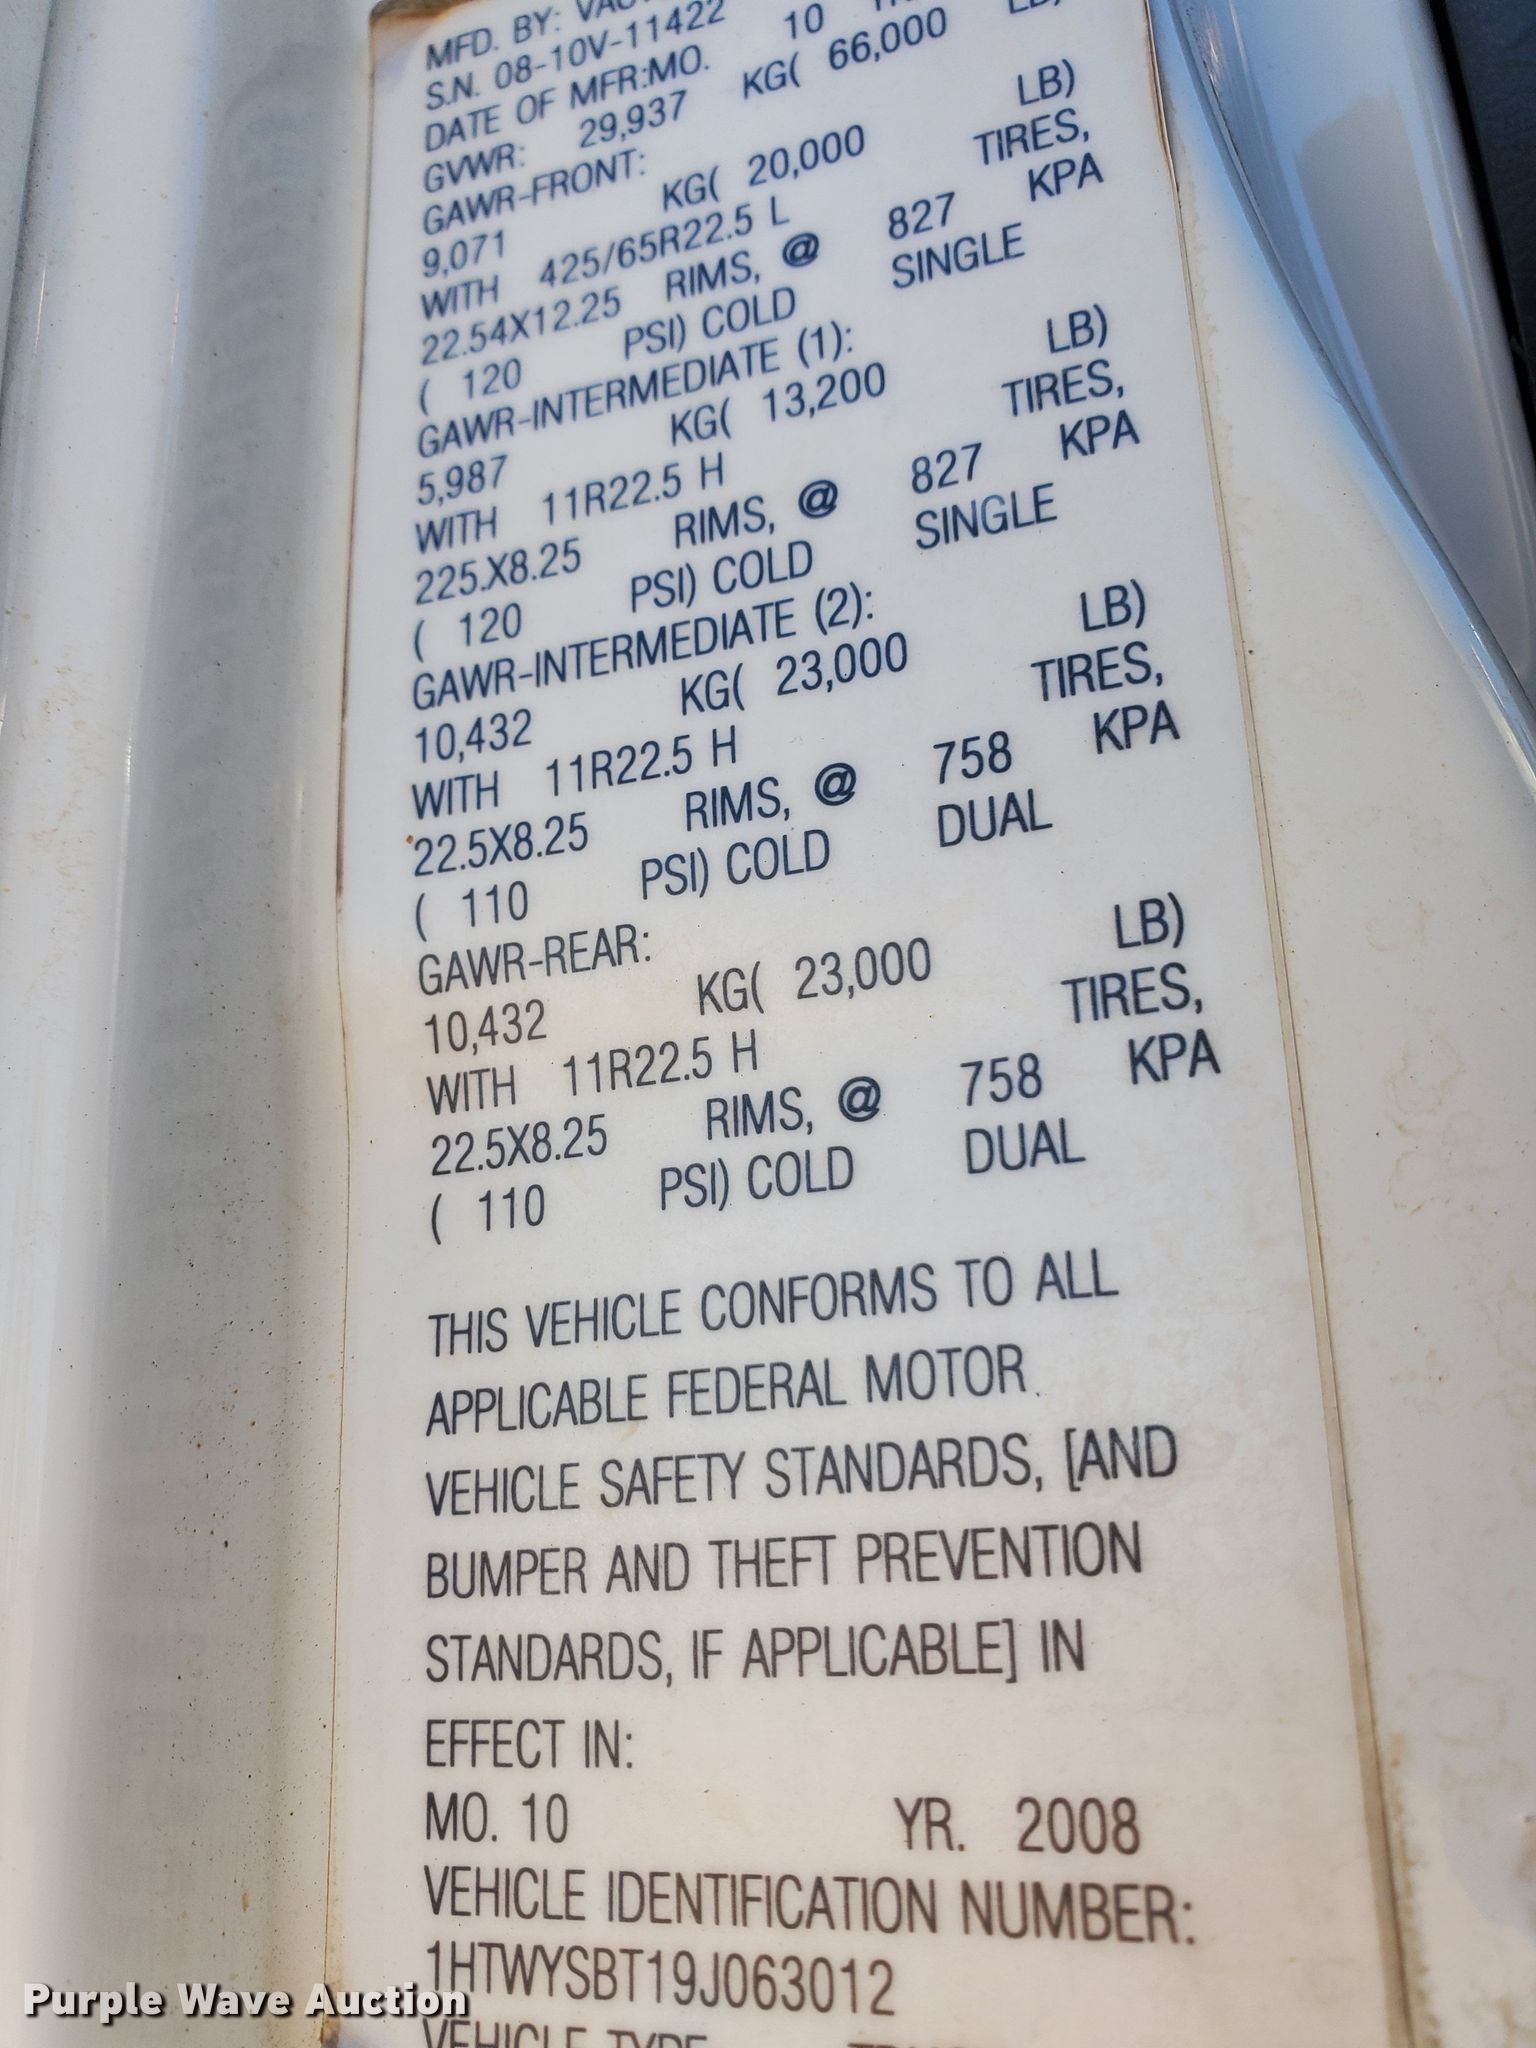 MFD. BY:
S.N. 08-10V-11422
DATE OF MFR:MO. 10
GVWR: 29,937 KG( 66,000 LB)
GAWR-FRONT:
9,071 KG( 20,000 LB)
WITH 425/65R22.5 L TIRES,
22.54X12.25 RIMS, @ 827 KPA
( 120 PSI) COLD SINGLE
GAWR-INTERMEDIATE (1):
5,987 KG( 13,200 LB)
WITH 11R22.5 H TIRES,
225.X8.25 RIMS, @ 827 KPA
( 120 PSI) COLD SINGLE
GAWR-INTERMEDIATE (2):
10,432 KG( 23,000 LB)
WITH 11R22.5 H TIRES,
22.5X8.25 RIMS, @ 758 KPA
( 110 PSI) COLD DUAL
GAWR-REAR:
10,432 KG( 23,000 LB)
WITH 11R22.5 H TIRES,
22.5X8.25 RIMS, @ 758 KPA
( 110 PSI) COLD DUAL
THIS VEHICLE CONFORMS TO ALL
APPLICABLE FEDERAL MOTOR
VEHICLE SAFETY STANDARDS, [AND
BUMPER AND THEFT PREVENTION
STANDARDS, IF APPLICABLE] IN
EFFECT IN:
MO. 10 YR. 2008
VEHICLE IDENTIFICATION NUMBER:
1HTWYSBT19J063012
VEHICLE TYPE
Purple Wave Auction